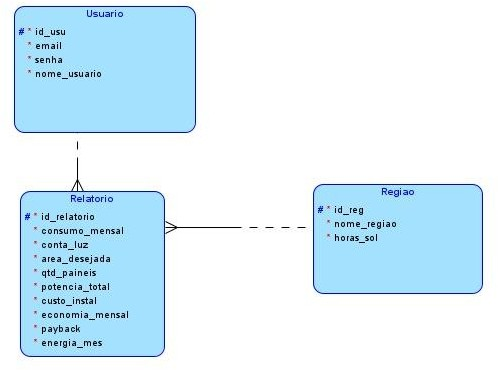 Usuario
# * id_usu
* email
* senha
* nome_usuario
Relatorio
# * id_relatorio
* consumo_mensal
* conta_luz
* area_desejada
* qtd_paineis
* potencia_total
* custo_instal
* economia_mensal
* payback
* energia_mes
Regiao
# * id_reg
* nome_regiao
* horas_sol